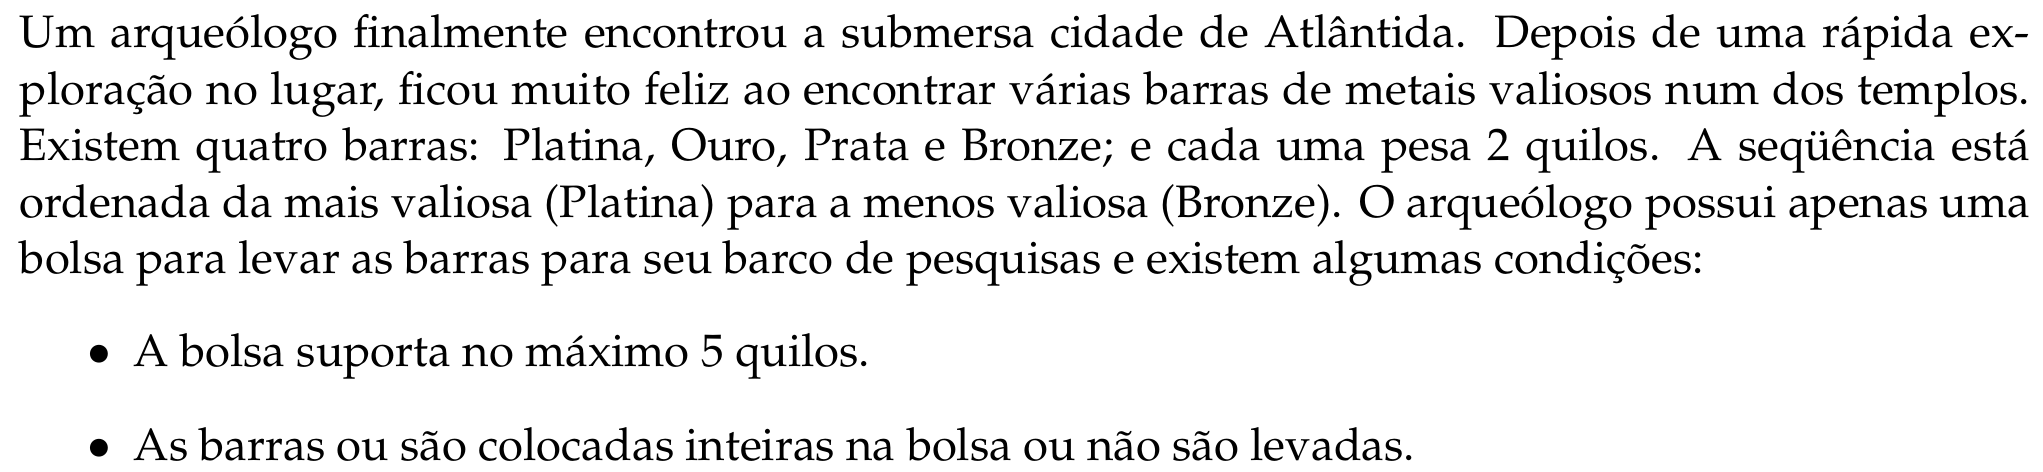 Um arqueólogo finalmente encontrou a submersa cidade de Atlântida. Depois de uma rápida ex-
ploração no lugar, ficou muito feliz ao encontrar várias barras de metais valiosos num dos templos.
Existem quatro barras: Platina, Ouro, Prata e Bronze; e cada uma pesa 2 quilos. A seqüência está
ordenada da mais valiosa (Platina) para a menos valiosa (Bronze). O arqueólogo possui apenas uma
bolsa para levar as barras para seu barco de pesquisas e existem algumas condições:
• A bolsa suporta no máximo 5 quilos.
• As barras ou são colocadas inteiras na bolsa ou não são levadas.